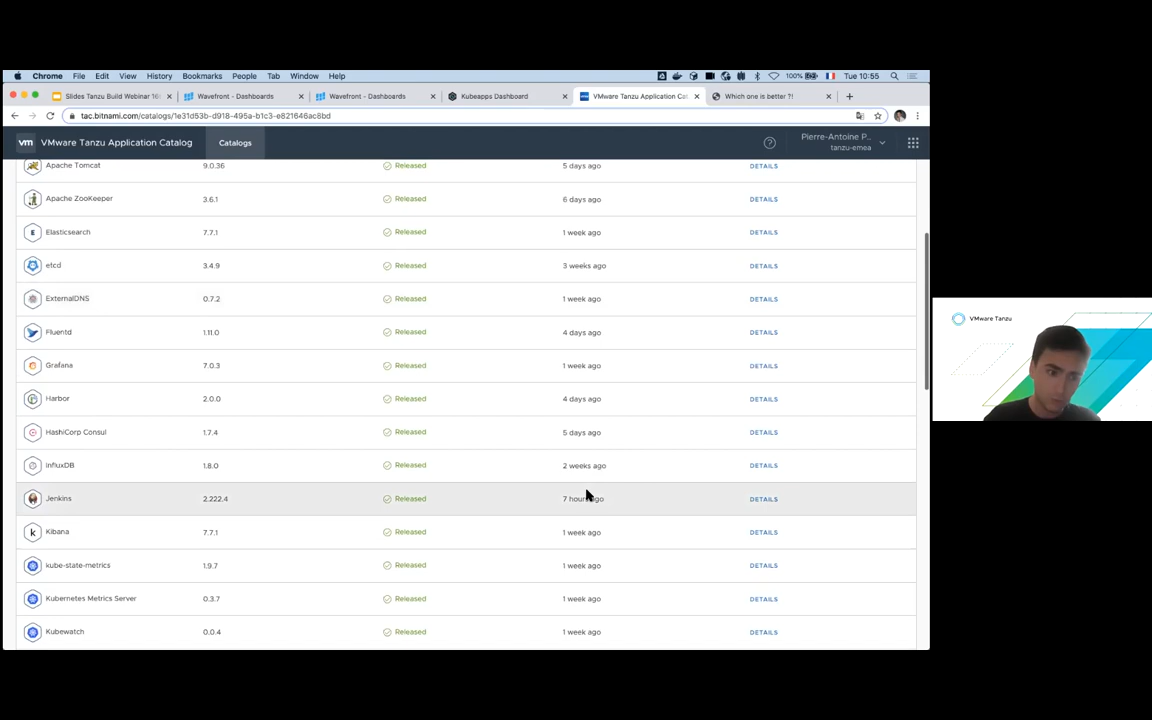 Chrome File Edit View History Bookmarks People Tab Window Help 100% Tue 10:55
Slides Tanzu Build Webinar 16 Wavefront - Dashboards Wavefront - Dashboards Kubeapps Dashboard VMware Tanzu Application Cat Which one is better ?!
tac.bitnami.com/catalogs/1e31d53b-d918-495a-b1c3-e821646ac8bd
vm VMware Tanzu Application Catalog Catalogs Pierre-Antoine P...
tanzu-emea
Apache Tomcat 9.0.36 Released 5 days ago DETAILS
Apache ZooKeeper 3.6.1 Released 6 days ago DETAILS
Elasticsearch 7.7.1 Released 1 week ago DETAILS
etcd 3.4.9 Released 3 weeks ago DETAILS
ExternalDNS 0.7.2 Released 1 week ago DETAILS
Fluentd 1.11.0 Released 4 days ago DETAILS
Grafana 7.0.3 Released 1 week ago DETAILS
Harbor 2.0.0 Released 4 days ago DETAILS
HashiCorp Consul 1.7.4 Released 5 days ago DETAILS
InfluxDB 1.8.0 Released 2 weeks ago DETAILS
Jenkins 2.222.4 Released 7 hours ago DETAILS
Kibana 7.7.1 Released 1 week ago DETAILS
kube-state-metrics 1.9.7 Released 1 week ago DETAILS
Kubernetes Metrics Server 0.3.7 Released 1 week ago DETAILS
Kubewatch 0.0.4 Released 1 week ago DETAILS
VMware Tanzu